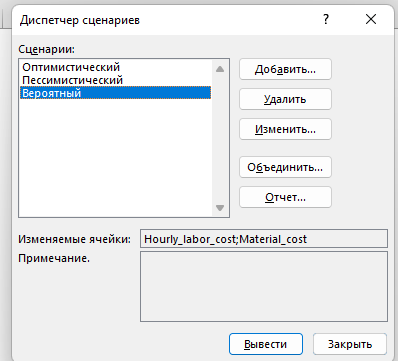 Диспетчер сценариев
Сценарии:
Оптимистический
Пессимистический
Вероятный
Добавить...
Удалить
Изменить...
Объединить...
Отчет...
Изменяемые ячейки: Hourly_labor_cost;Material_cost
Примечание.
Вывести Закрыть